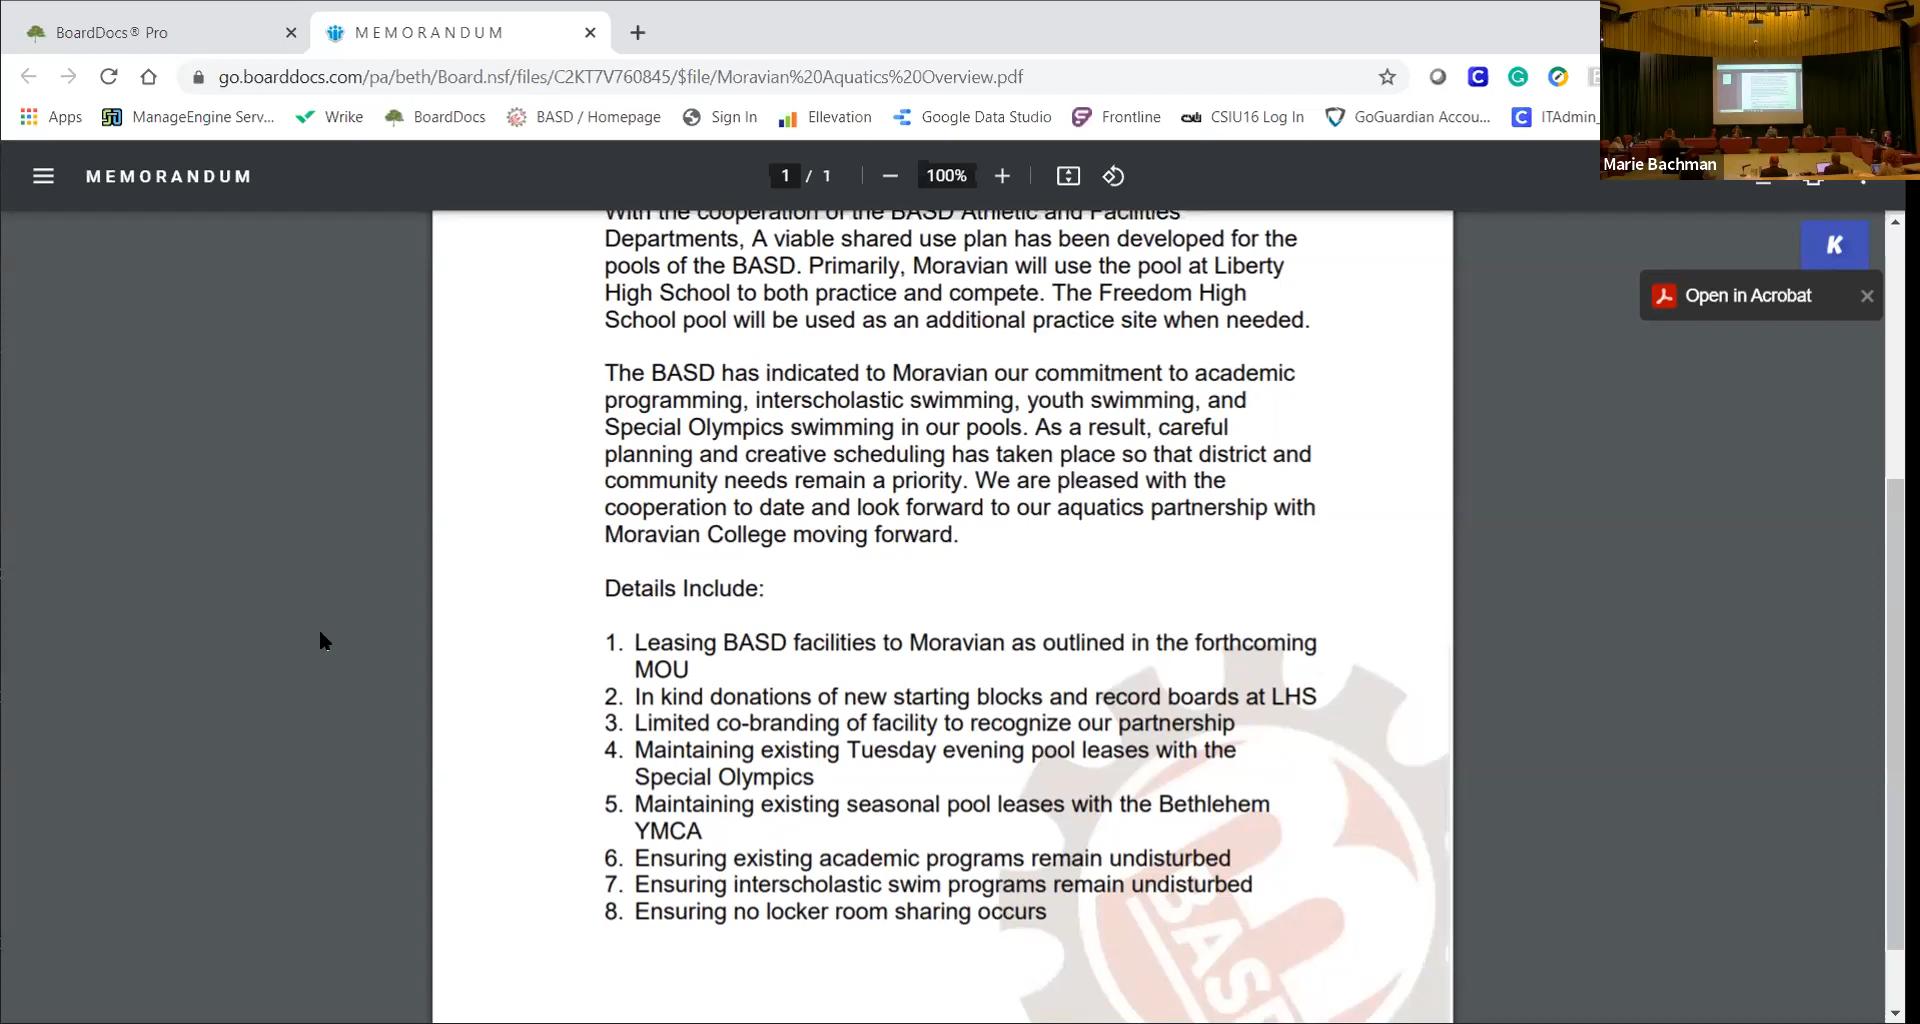 BoardDocs® Pro
MEMORANDUM
go.boarddocs.com/pa/beth/Board.nsf/files/C2KT7V760845/$file/Moravian%20Aquatics%20Overview.pdf
Apps ManageEngine Serv... Wrike BoardDocs BASD / Homepage Sign In Ellevation Google Data Studio Frontline CSIU16 Log In GoGuardian Accou... ITAdmin
Marie Bachman
MEMORANDUM
1 / 1
100%
K
Open in Acrobat
With the cooperation of the BASD Athletic and Facilities
Departments, A viable shared use plan has been developed for the
pools of the BASD. Primarily, Moravian will use the pool at Liberty
High School to both practice and compete. The Freedom High
School pool will be used as an additional practice site when needed.
The BASD has indicated to Moravian our commitment to academic
programming, interscholastic swimming, youth swimming, and
Special Olympics swimming in our pools. As a result, careful
planning and creative scheduling has taken place so that district and
community needs remain a priority. We are pleased with the
cooperation to date and look forward to our aquatics partnership with
Moravian College moving forward.
Details Include:
1. Leasing BASD facilities to Moravian as outlined in the forthcoming
MOU
2. In kind donations of new starting blocks and record boards at LHS
3. Limited co-branding of facility to recognize our partnership
4. Maintaining existing Tuesday evening pool leases with the
Special Olympics
5. Maintaining existing seasonal pool leases with the Bethlehem
YMCA
6. Ensuring existing academic programs remain undisturbed
7. Ensuring interscholastic swim programs remain undisturbed
8. Ensuring no locker room sharing occurs
BASD